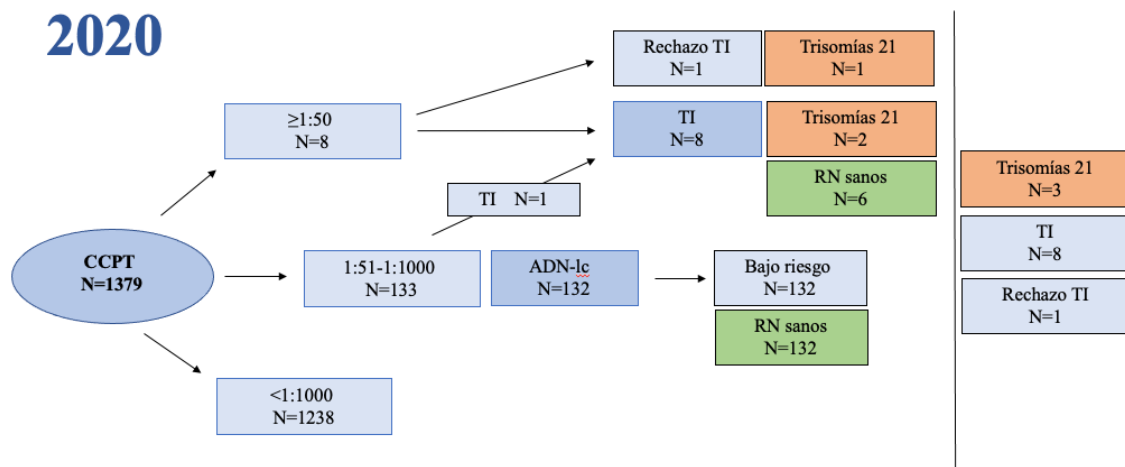 2020
Rechazo TI
N=1
Trisomías 21
N=1
≥1:50
N=8
TI
N=8
Trisomías 21
N=2
RN sanos
N=6
TI N=1
CCPT
N=1379
1:51-1:1000
N=133
ADN-lc
N=132
Bajo riesgo
N=132
RN sanos
N=132
<1:1000
N=1238
Trisomías 21
N=3
TI
N=8
Rechazo TI
N=1